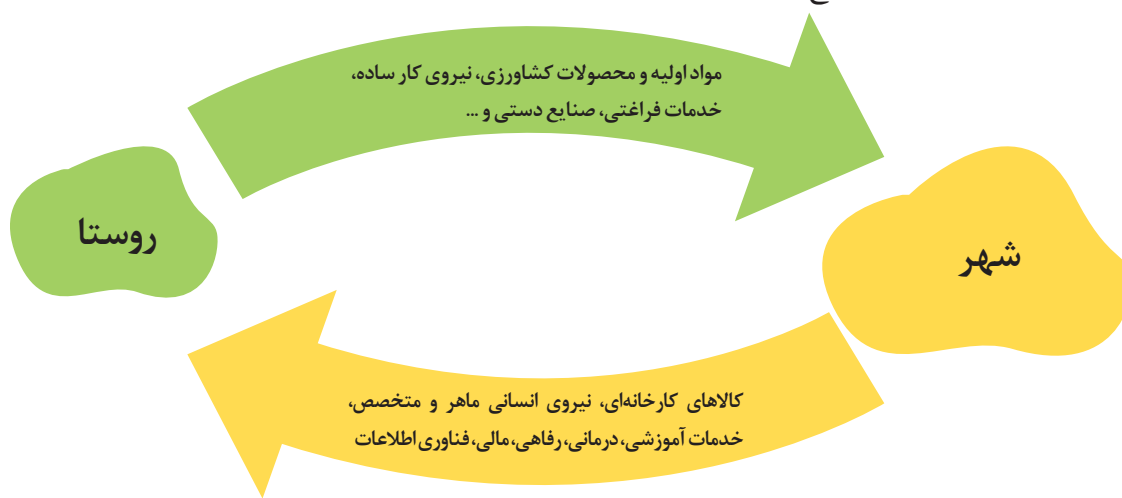 مواد اولیه و محصولات کشاورزی، نیروی کار ساده،
خدمات فراغتی، صنایع دستی و ...
روستا
شهر
کالاهای کارخانه‌ای، نیروی انسانی ماهر و متخصص،
خدمات آموزشی، درمانی، رفاهی، مالی، فناوری اطلاعات